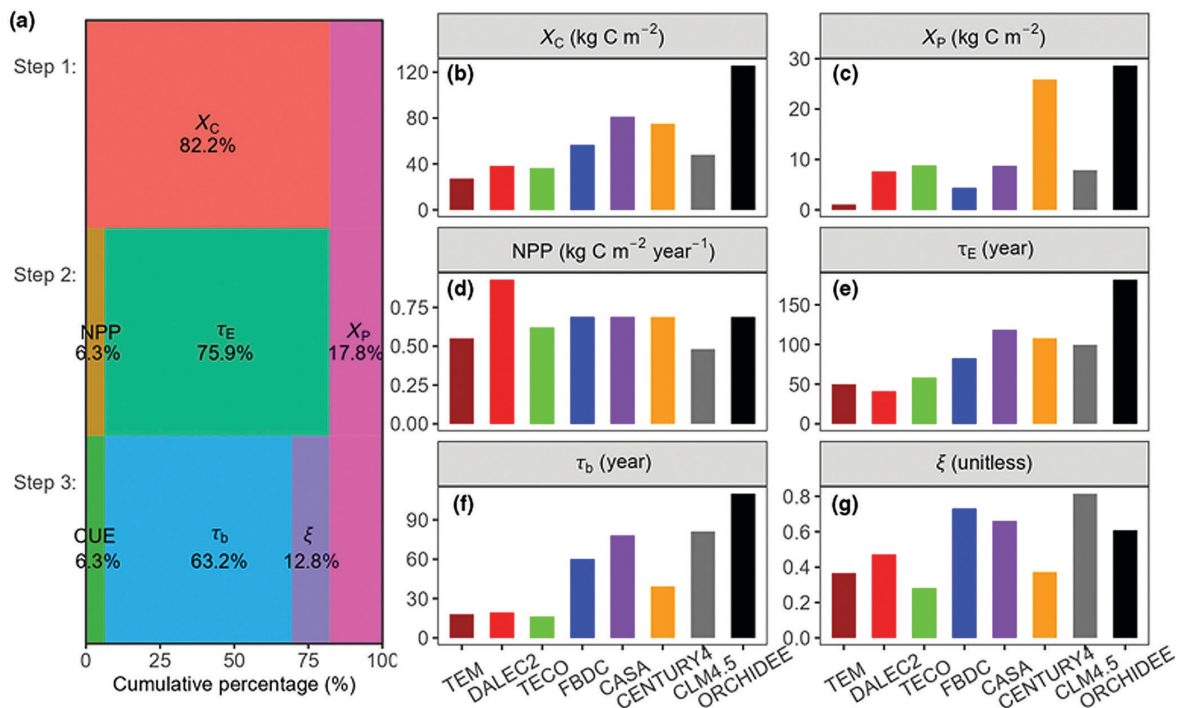 (a)
Step 1:
X_C
82.2%
Step 2:
NPP
6.3%
τ_E
75.9%
X_P
17.8%
Step 3:
CUE
6.3%
τ_b
63.2%
ξ
12.8%
0 25 50 75 100
Cumulative percentage (%)
X_C (kg C m⁻²)
(b)
120
80
40
0
X_P (kg C m⁻²)
(c)
30
20
10
0
NPP (kg C m⁻² year⁻¹)
(d)
0.75
0.50
0.25
0.00
τ_E (year)
(e)
150
100
50
0
τ_b (year)
(f)
90
60
30
0
TEM DALEC2 TECO FBDC CASA CENTURY4 CLM4.5 ORCHIDEE
ξ (unitless)
(g)
0.8
0.6
0.4
0.2
0.0
TEM DALEC2 TECO FBDC CASA CENTURY4 CLM4.5 ORCHIDEE